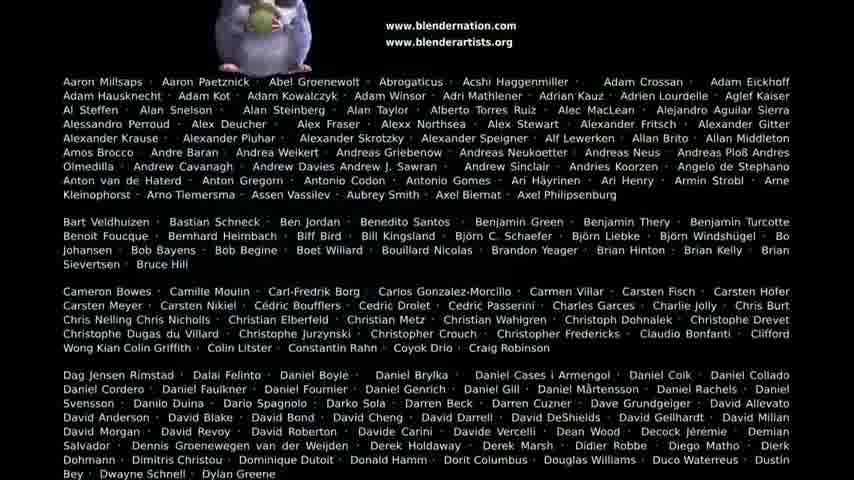 www.blendernation.com
www.blenderartists.org
Aaron Millsaps · Aaron Paetznick · Abel Groenewolt · Abrogaticus · Acshi Haggenmiller · Adam Crossan · Adam Eickhoff
Adam Hausknecht · Adam Kot · Adam Kowalczyk · Adam Winsor · Adri Mathlener · Adrian Kauz · Adrien Lourdelle · Aglef Kaiser
Al Steffen · Alan Snelson · Alan Steinberg · Alan Taylor · Alberto Torres Ruiz · Alec MacLean · Alejandro Aguilar Sierra
Alessandro Perroud · Alex Deucher · Alex Fraser · Alexx Northsea · Alex Stewart · Alexander Fritsch · Alexander Gitter
Alexander Krause · Alexander Pluhar · Alexander Skrotzky · Alexander Speigner · Alf Lewerken · Allan Brito · Allan Middleton
Amos Brocco · Andre Baran · Andrea Weikert · Andreas Griebenow · Andreas Neukoetter · Andreas Neus · Andreas Ploß Andres
Olmedilla · Andrew Cavanagh · Andrew Davies Andrew J. Sawran · Andrew Sinclair · Andries Koorzen · Angelo de Stephano
Anton van de Haterd · Anton Gregorn · Antonio Codon · Antonio Gomes · Ari Häyrinen · Ari Henry · Armin Strobl · Arne
Kleinophorst · Arno Tiemersma · Assen Vassilev · Aubrey Smith · Axel Biernat · Axel Philipsenburg
Bart Veldhuizen · Bastian Schneck · Ben Jordan · Benedito Santos · Benjamin Green · Benjamin Thery · Benjamin Turcotte
Benoit Foucque · Bernhard Heimbach · Biff Bird · Bill Kingsland · Björn C. Schaefer · Björn Liebke · Björn Windshügel · Bo
Johansen · Bob Bayens · Bob Begine · Boet Willard · Bouillard Nicolas · Brandon Yeager · Brian Hinton · Brian Kelly · Brian
Sievertsen · Bruce Hill
Cameron Bowes · Camille Moulin · Carl-Fredrik Borg · Carlos Gonzalez-Morcillo · Carmen Villar · Carsten Fisch · Carsten Höfer
Carsten Meyer · Carsten Nikiel · Cédric Boufflers · Cedric Drolet · Cedric Passerini · Charles Garces · Charlie Jolly · Chris Burt
Chris Nelling Chris Nicholls · Christian Elberfeld · Christian Metz · Christian Wahlgren · Christoph Dohnalek · Christophe Drevet
Christophe Dugas du Villard · Christophe Jurzynski · Christopher Crouch · Christopher Fredericks · Claudio Bonfanti · Clifford
Wong Kian Colin Griffith · Colin Litster · Constantin Rahn · Coyok Drio · Craig Robinson
Dag Jensen Rimstad · Dalai Felinto · Daniel Boyle · Daniel Brylka · Daniel Cases i Armengol · Daniel Coik · Daniel Collado
Daniel Cordero · Daniel Faulkner · Daniel Fournier · Daniel Genrich · Daniel Gill · Daniel Mårtensson · Daniel Rachels · Daniel
Svensson · Danilo Duina · Dario Spagnolo · Darko Sola · Darren Beck · Darren Cuzner · Dave Grundgeiger · David Allevato
David Anderson · David Blake · David Bond · David Cheng · David Darrell · David DeShields · David Geilhardt · David Millan
David Morgan · David Revoy · David Roberton · Davide Carini · Davide Vercelli · Dean Wood · Decock Jérémie · Demian
Salvador · Dennis Groenewegen van der Weijden · Derek Holdaway · Derek Marsh · Didier Robbe · Diego Matho · Dierk
Dohmann · Dimitris Christou · Dominique Dutoit · Donald Hamm · Dorit Columbus · Douglas Williams · Duco Waterreus · Dustin
Bey · Dwayne Schnell · Dylan Greene